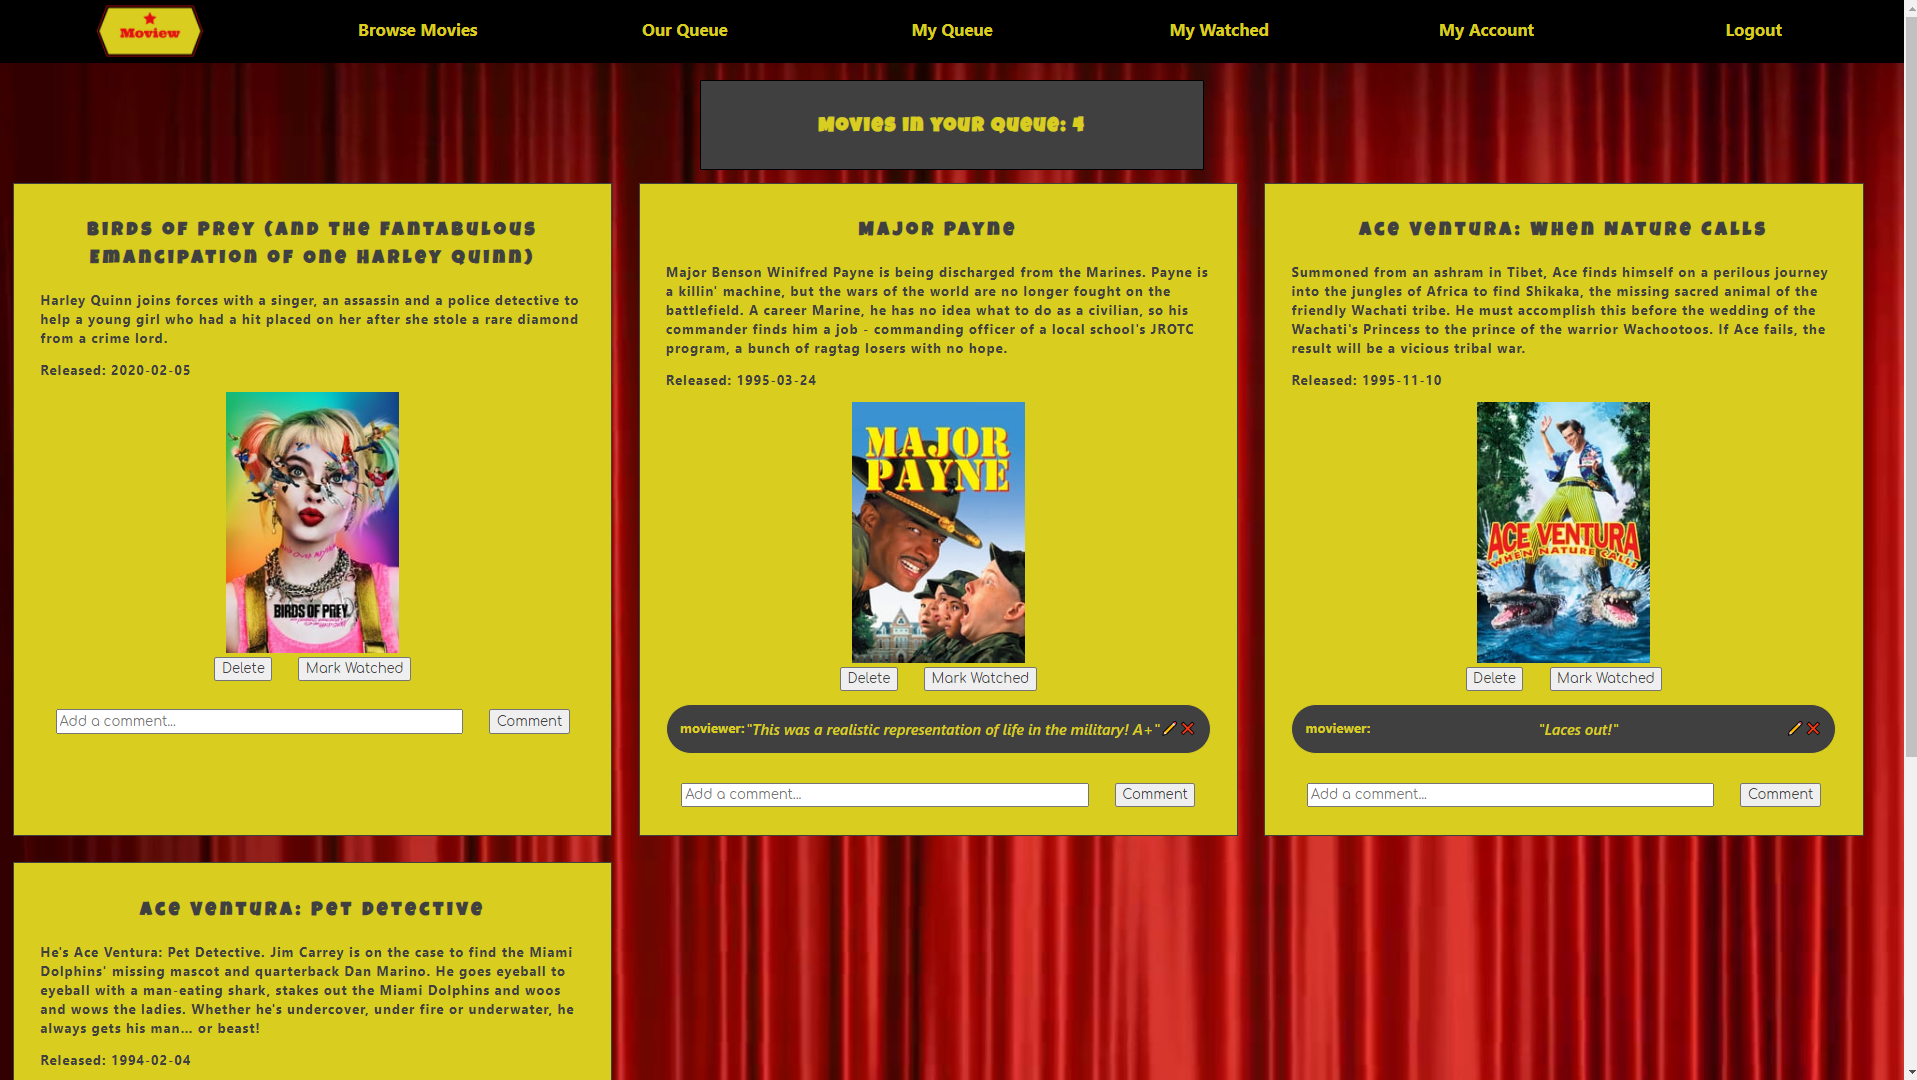 Moview
Browse Movies
Our Queue
My Queue
My Watched
My Account
Logout
Movies in Your Queue: 4
Birds of Prey (and the Fantabulous
Emancipation of One Harley Quinn)
Harley Quinn joins forces with a singer, an assassin and a police detective to
help a young girl who had a hit placed on her after she stole a rare diamond
from a crime lord.
Released: 2020-02-05
BIRDS OF PREY
Delete
Mark Watched
Add a comment...
Comment
Major Payne
Major Benson Winifred Payne is being discharged from the Marines. Payne is
a killin' machine, but the wars of the world are no longer fought on the
battlefield. A career Marine, he has no idea what to do as a civilian, so his
commander finds him a job - commanding officer of a local school's JROTC
program, a bunch of ragtag losers with no hope.
Released: 1995-03-24
MAJOR
PAYNE
Delete
Mark Watched
moviewer: "This was a realistic representation of life in the military! A+"
Add a comment...
Comment
Ace Ventura: When Nature Calls
Summoned from an ashram in Tibet, Ace finds himself on a perilous journey
into the jungles of Africa to find Shikaka, the missing sacred animal of the
friendly Wachati tribe. He must accomplish this before the wedding of the
Wachati's Princess to the prince of the warrior Wachootoos. If Ace fails, the
result will be a vicious tribal war.
Released: 1995-11-10
ACE VENTURA
WHEN NATURE CALLS
Delete
Mark Watched
moviewer: "Laces out!"
Add a comment...
Comment
Ace Ventura: Pet Detective
He's Ace Ventura: Pet Detective. Jim Carrey is on the case to find the Miami
Dolphins' missing mascot and quarterback Dan Marino. He goes eyeball to
eyeball with a man-eating shark, stakes out the Miami Dolphins and woos
and wows the ladies. Whether he's undercover, under fire or underwater, he
always gets his man... or beast!
Released: 1994-02-04